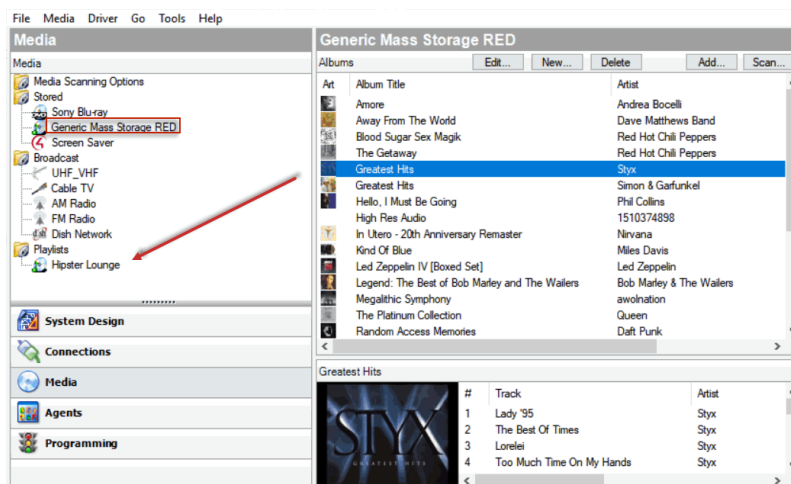 File Media Driver Go Tools Help
Media
Media
Media Scanning Options
Stored
Sony Blu-ray
Generic Mass Storage RED
Screen Saver
Broadcast
UHF_VHF
Cable TV
AM Radio
FM Radio
Dish Network
Playlists
Hipster Lounge
System Design
Connections
Media
Agents
Programming
Generic Mass Storage RED
Albums Edit... New... Delete Add... Scan...
Art Album Title Artist
Amore Andrea Bocelli
Away From The World Dave Matthews Band
Blood Sugar Sex Magik Red Hot Chili Peppers
The Getaway Red Hot Chili Peppers
Greatest Hits Styx
Greatest Hits Simon & Garfunkel
Hello, I Must Be Going Phil Collins
High Res Audio 1510374898
In Utero - 20th Anniversary Remaster Nirvana
Kind Of Blue Miles Davis
Led Zeppelin IV [Boxed Set] Led Zeppelin
Legend: The Best of Bob Marley and The Wailers Bob Marley & The Wailers
Megalithic Symphony awolnation
The Platinum Collection Queen
Random Access Memories Daft Punk
Greatest Hits
STYX
GREATEST HITS
# Track Artist
1 Lady '95 Styx
2 The Best Of Times Styx
3 Lorelei Styx
4 Too Much Time On My Hands Styx